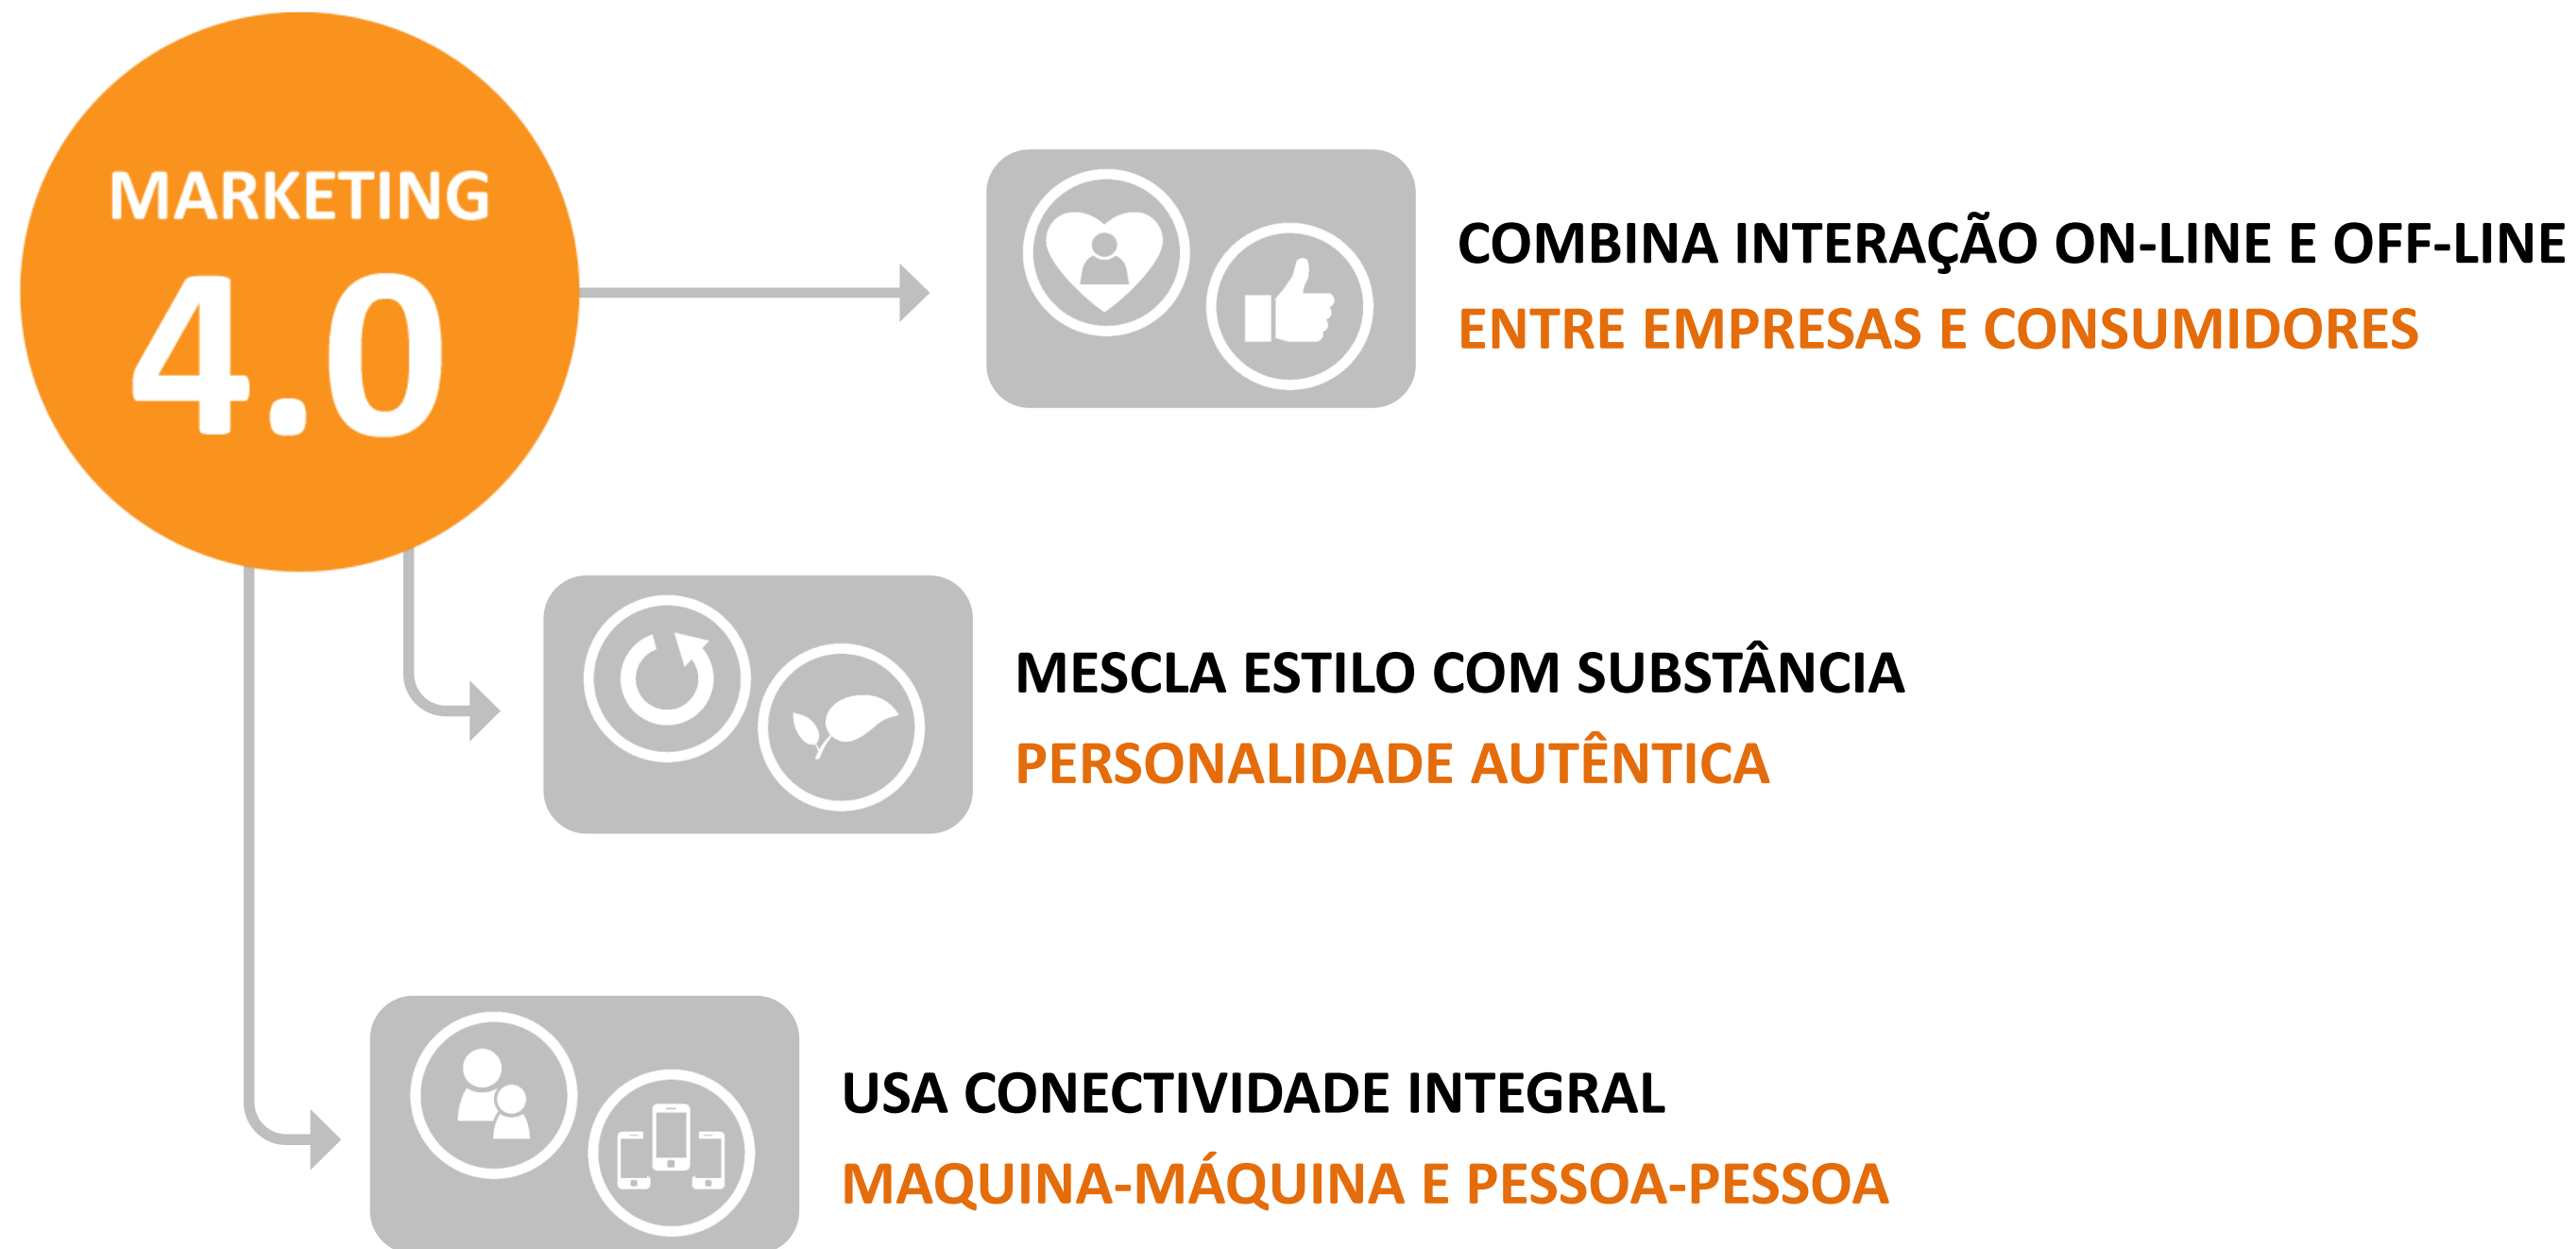 MARKETING
4.0
COMBINA INTERAÇÃO ON-LINE E OFF-LINE
ENTRE EMPRESAS E CONSUMIDORES
MESCLA ESTILO COM SUBSTÂNCIA
PERSONALIDADE AUTÊNTICA
USA CONECTIVIDADE INTEGRAL
MAQUINA-MÁQUINA E PESSOA-PESSOA